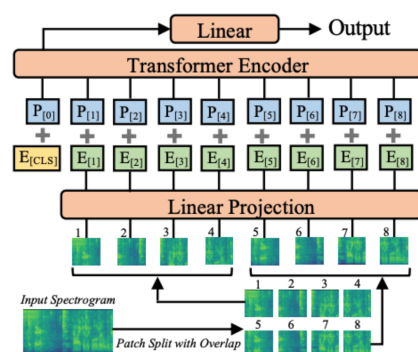 Linear
Output
Transformer Encoder
P[0] P[1] P[2] P[3] P[4] P[5] P[6] P[7] P[8]
+ + + + + + + + +
E[CLS] E[1] E[2] E[3] E[4] E[5] E[6] E[7] E[8]
Linear Projection
1 2 3 4 5 6 7 8
1 2 3 4
Input Spectrogram
5 6 7 8
Patch Split with Overlap